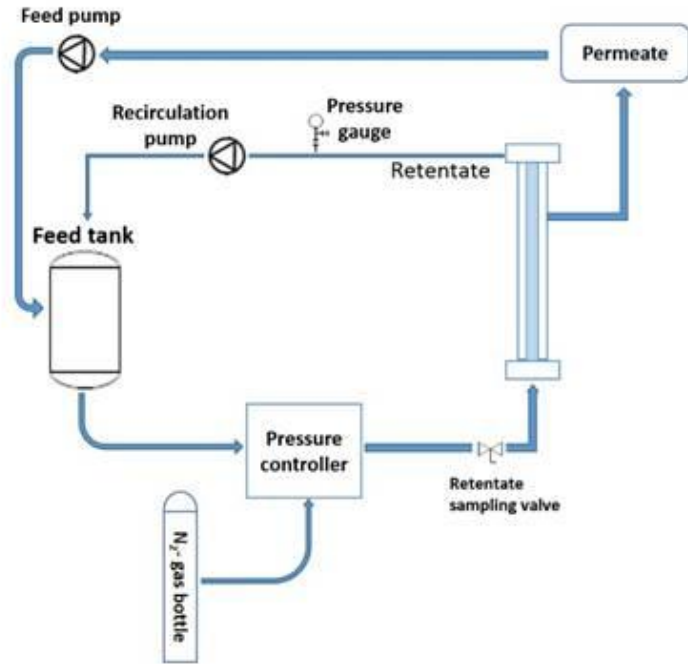 Feed pump
Permeate
Recirculation
pump
Pressure
gauge
Retentate
Feed tank
Pressure
controller
Retentate
sampling valve
N₂- gas bottle